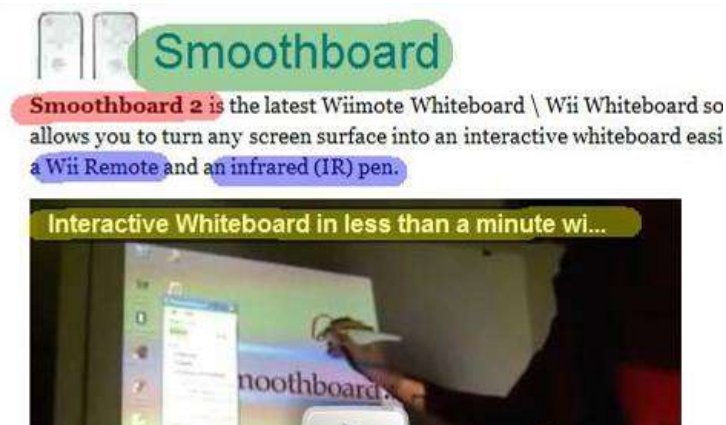 Smoothboard
Smoothboard 2 is the latest Wiimote Whiteboard \ Wii Whiteboard so
allows you to turn any screen surface into an interactive whiteboard easi
a Wii Remote and an infrared (IR) pen.
Interactive Whiteboard in less than a minute wi...
moothboard